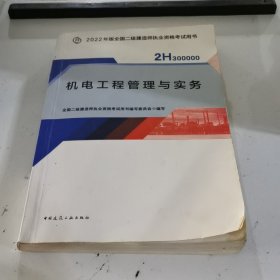 2022年版全国二级建造师执业资格考试用书
2H300000
机电工程管理与实务
全国二级建造师执业资格考试用书编写委员会◎编写
中国建筑工业出版社